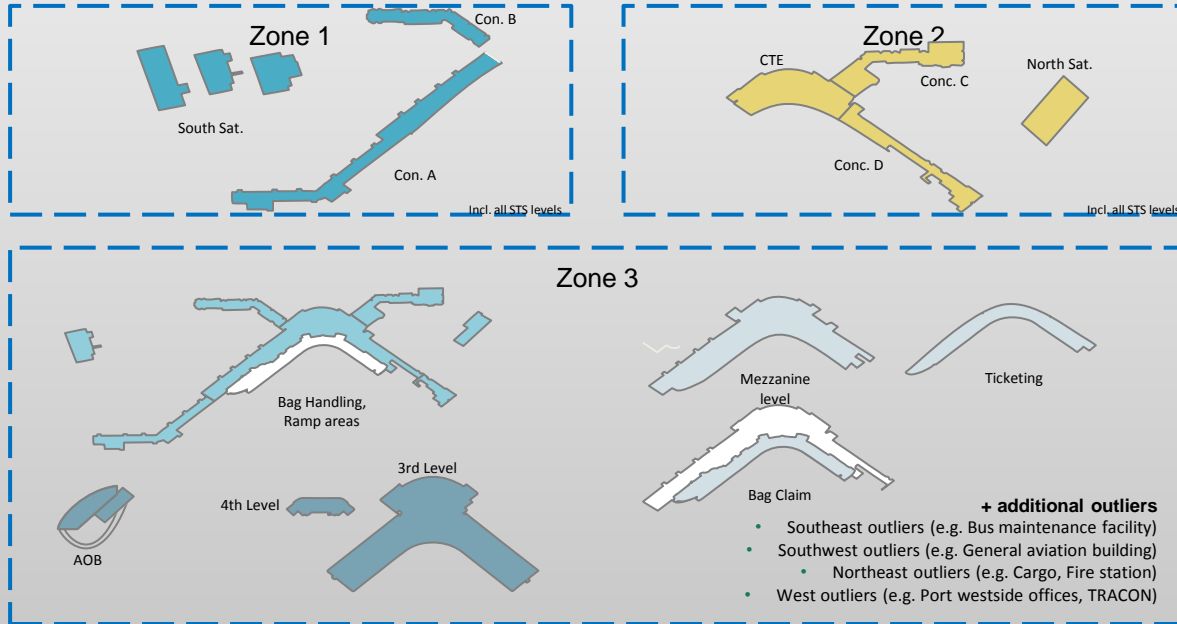 Zone 1
Con. B
South Sat.
Con. A
Incl. all STS levels
Zone 2
CTE
Conc. C
North Sat.
Conc. D
Incl. all STS levels
Zone 3
Bag Handling,
Ramp areas
Mezzanine
level
Ticketing
Bag Claim
3rd Level
4th Level
AOB
+ additional outliers
• Southeast outliers (e.g. Bus maintenance facility)
• Southwest outliers (e.g. General aviation building)
• Northeast outliers (e.g. Cargo, Fire station)
• West outliers (e.g. Port westside offices, TRACON)